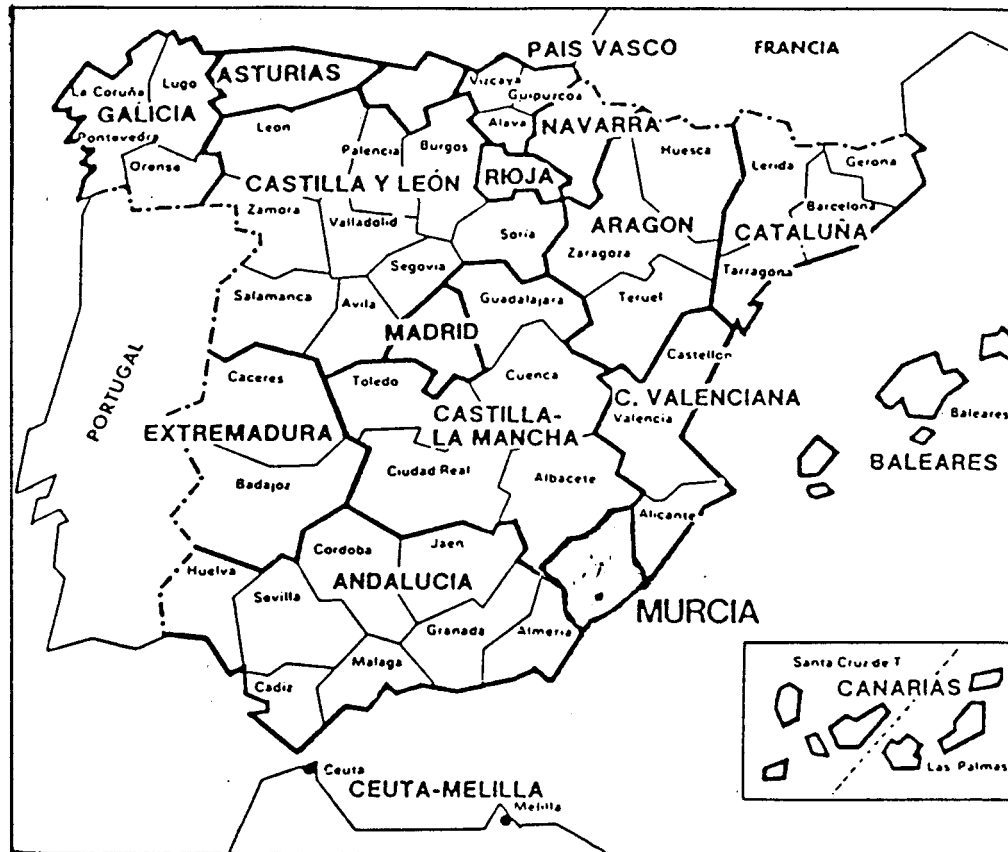 PAIS VASCO
FRANCIA
ASTURIAS
Lugo
La Coruña
GALICIA
Pontevedra
Orense
Vizcaya
Guipuzcoa
Alava
NAVARRA
Leon
Palencia
Burgos
RIOJA
Huesca
Lerida
Gerona
Barcelona
CASTILLA Y LEÓN
Zamora
Valladolid
Soria
ARAGON
Zaragoza
CATALUÑA
Tarragona
Segovia
Salamanca
Avila
Guadalajara
Teruel
MADRID
Castellon
PORTUGAL
Caceres
Toledo
Cuenca
C. VALENCIANA
Valencia
Baleares
BALEARES
EXTREMADURA
CASTILLA-
LA MANCHA
Ciudad Real
Badajoz
Albacete
Alicante
Cordoba
Jaen
Huelva
ANDALUCIA
Sevilla
Granada
Almeria
MURCIA
Malaga
Cadiz
Santa Cruz de T
CANARIAS
Las Palmas
Ceuta
CEUTA-MELILLA
Melilla